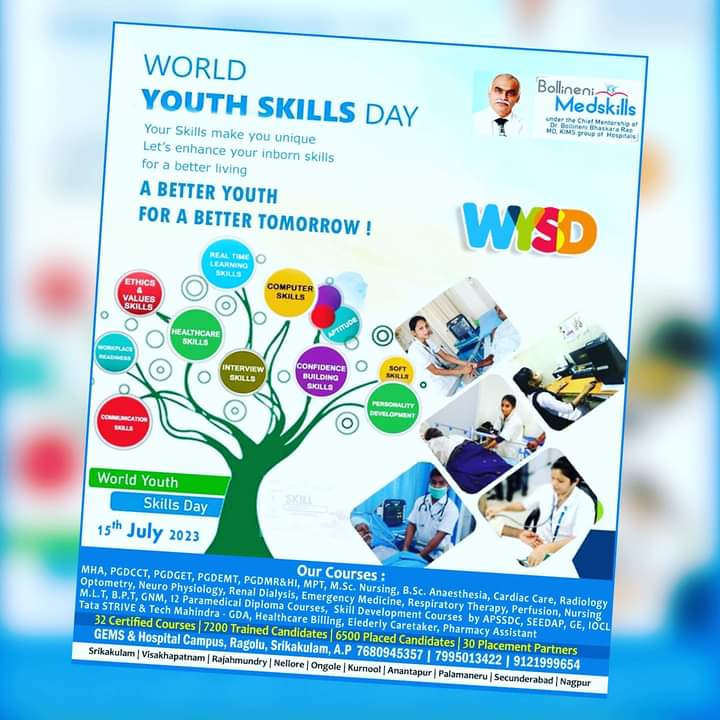 WORLD
YOUTH SKILLS DAY
Your Skills make you unique
Let's enhance your inborn skills
for a better living
A BETTER YOUTH
FOR A BETTER TOMORROW !
Bollineni
Medskills
under the Chief Mentorship of
Dr. Bollineni Bhaskara Rao
MD, KIMS group of Hospitals
WYSD
REAL TIME
LEARNING
SKILLS
ETHICS
&
VALUES
SKILLS
COMPUTER
SKILLS
APTITUDE
HEALTHCARE
SKILLS
WORKPLACE
READINESS
INTERVIEW
SKILLS
CONFIDENCE
BUILDING
SKILLS
SOFT
SKILLS
PERSONALITY
DEVELOPMENT
COMMUNICATION
SKILLS
SKILL
World Youth
Skills Day
15th July 2023
Our Courses :
MHA, PGDCCT, PGDGET, PGDEMT, PGDMR&HI, MPT, M.Sc. Nursing, B.Sc. Anaesthesia, Cardiac Care, Radiology
Optometry, Neuro Physiology, Renal Dialysis, Emergency Medicine, Respiratory Therapy, Perfusion, Nursing
M.L.T, B.P.T, GNM, 12 Paramedical Diploma Courses, Skill Development Courses by APSSDC, SEEDAP, GE, IOCL
Tata STRIVE & Tech Mahindra - GDA, Healthcare Billing, Elederly Caretaker, Pharmacy Assistant
32 Certified Courses | 7200 Trained Candidates | 6500 Placed Candidates | 30 Placement Partners
GEMS & Hospital Campus, Ragolu, Srikakulam, A.P 7680945357 | 7995013422 | 9121999654
Srikakulam | Visakhapatnam | Rajahmundry | Nellore | Ongole | Kurnool | Anantapur | Palamaneru | Secunderabad | Nagpur